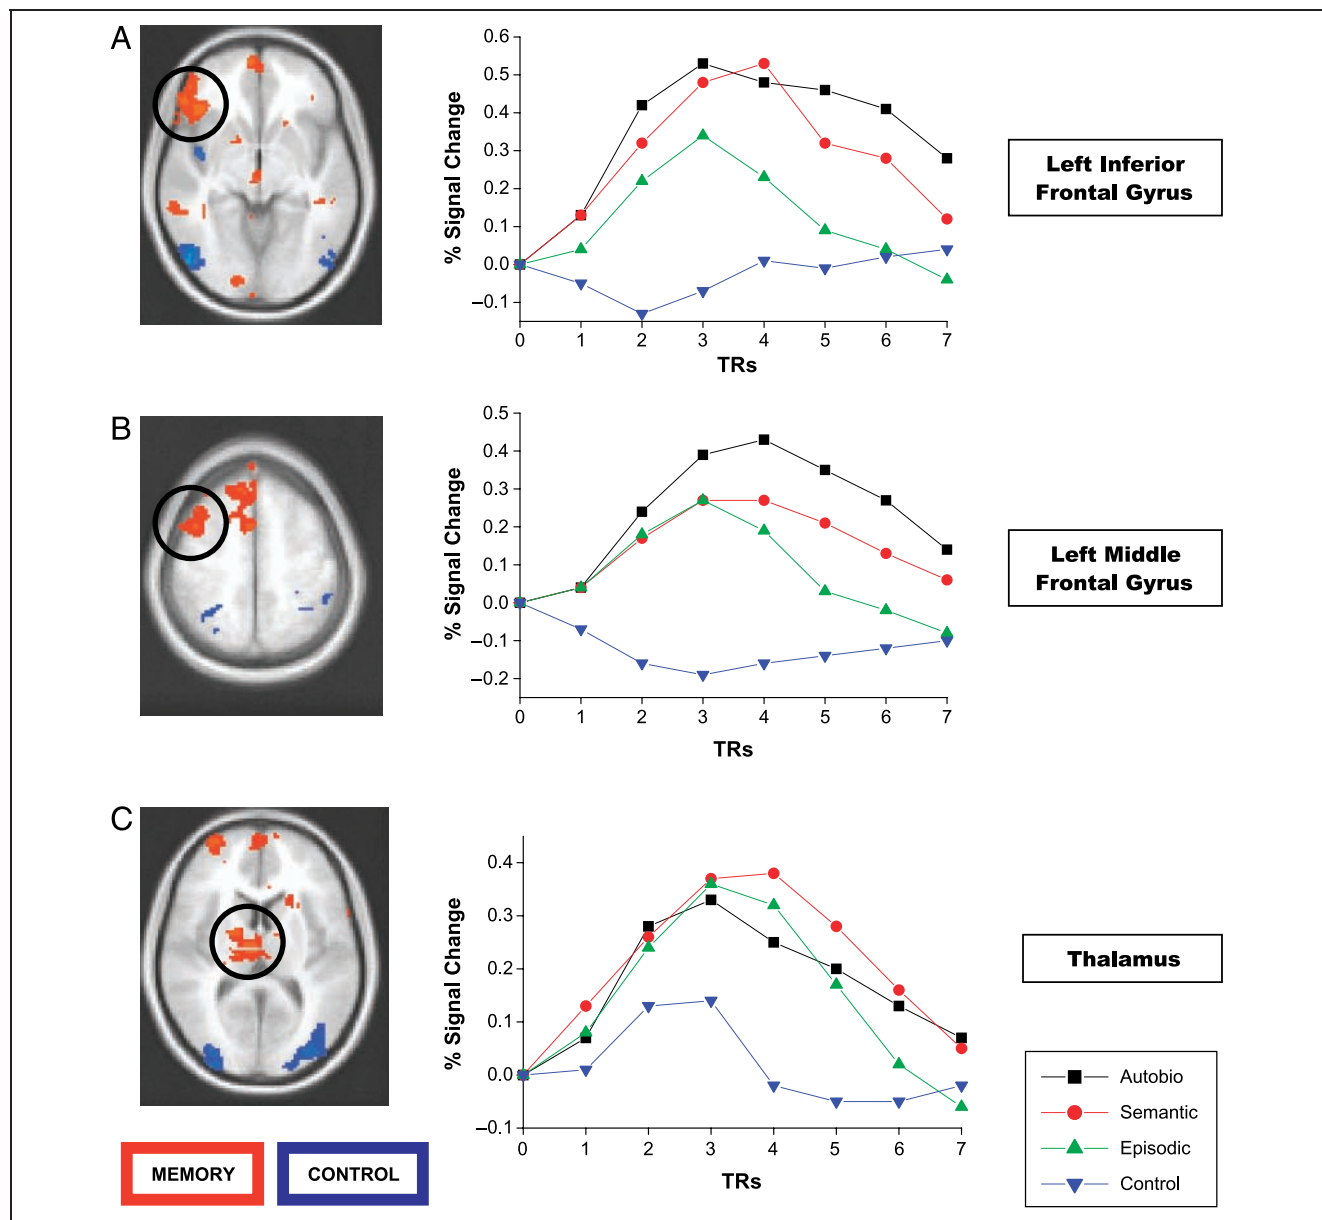 A
0.6
0.5
0.4
0.3
0.2
0.1
0.0
–0.1
% Signal Change
0 1 2 3 4 5 6 7
TRs
Left Inferior
Frontal Gyrus
B
0.5
0.4
0.3
0.2
0.1
0.0
–0.1
–0.2
% Signal Change
0 1 2 3 4 5 6 7
TRs
Left Middle
Frontal Gyrus
C
0.4
0.3
0.2
0.1
0.0
–0.1
% Signal Change
0 1 2 3 4 5 6 7
TRs
Thalamus
Autobio
Semantic
Episodic
Control
MEMORY
CONTROL